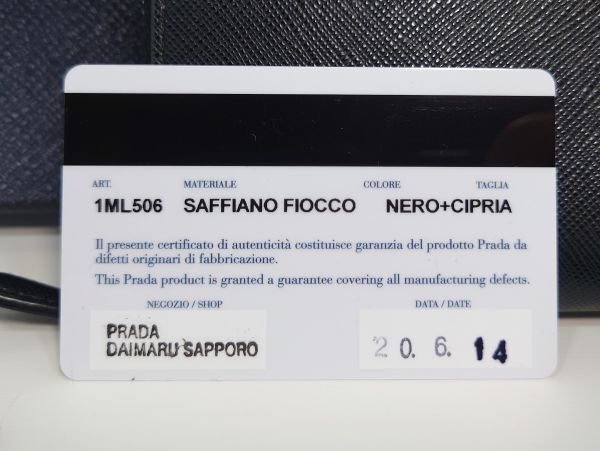 ART. MATERIALE COLORE TAGLIA
1ML506 SAFFIANO FIOCCO NERO+CIPRIA
Il presente certificato di autenticità costituisce garanzia del prodotto Prada da
difetti originari di fabbricazione.
This Prada product is granted a guarantee covering all manufacturing defects.
NEGOZIO / SHOP DATA / DATE
PRADA
DAIMARU SAPPORO
20. 6. 14